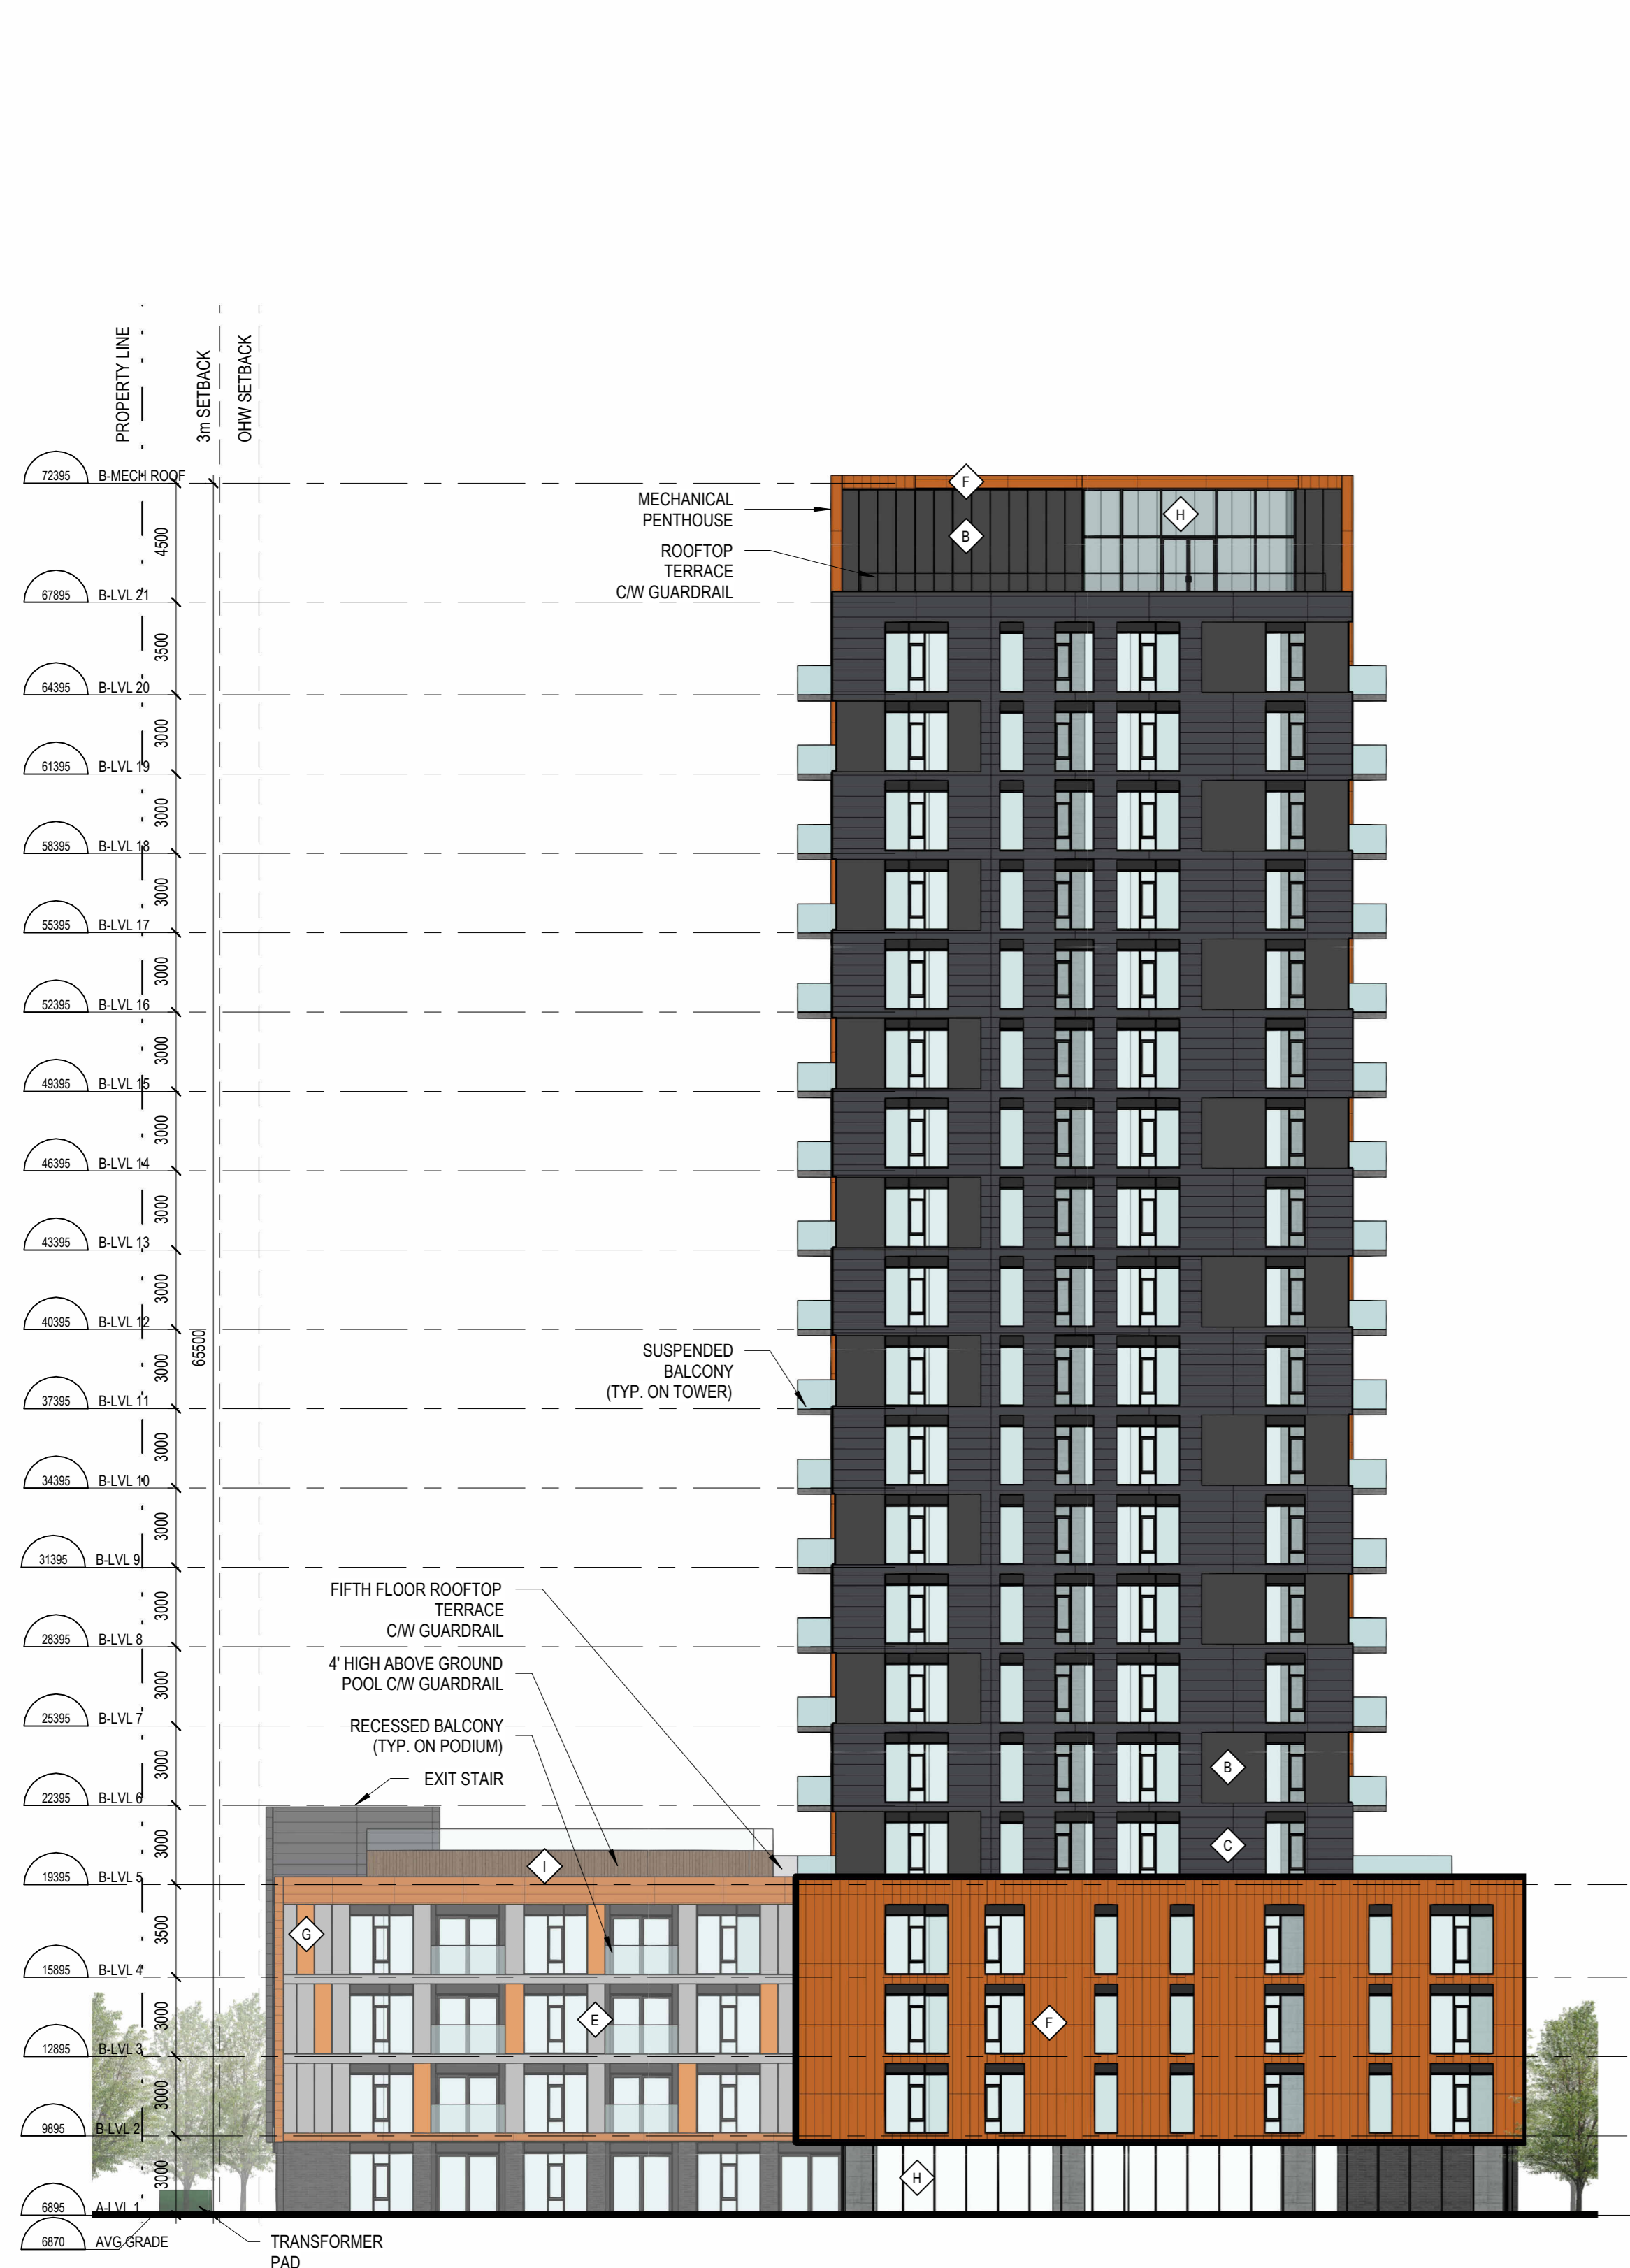 PROPERTY LINE
3m SETBACK
OHW SETBACK
72395 B-MECH ROOF
F
MECHANICAL
PENTHOUSE
H
B
4500
ROOFTOP
TERRACE
C/W GUARDRAIL
67895 B-LVL 21
3500
64395 B-LVL 20
3000
61395 B-LVL 19
3000
58395 B-LVL 18
3000
55395 B-LVL 17
3000
52395 B-LVL 16
3000
49395 B-LVL 15
3000
46395 B-LVL 14
3000
43395 B-LVL 13
3000
40395 B-LVL 12
65500
SUSPENDED
BALCONY
(TYP. ON TOWER)
3000
37395 B-LVL 11
3000
34395 B-LVL 10
3000
31395 B-LVL 9
FIFTH FLOOR ROOFTOP
TERRACE
C/W GUARDRAIL
3000
28395 B-LVL 8
4' HIGH ABOVE GROUND
POOL C/W GUARDRAIL
3000
25395 B-LVL 7
RECESSED BALCONY
(TYP. ON PODIUM)
3000
B
EXIT STAIR
22395 B-LVL 6
3000
C
I
19395 B-LVL 5
3500
G
15895 B-LVL 4
3000
E
F
12895 B-LVL 3
3000
9895 B-LVL 2
3000
H
6895 A-LVL 1
6870 AVG GRADE
TRANSFORMER
PAD